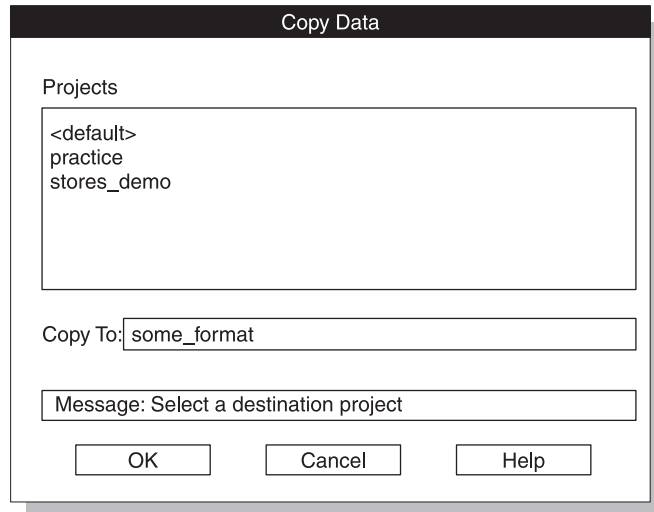 Copy Data
Projects
<default>
practice
stores_demo
Copy To: some_format
Message: Select a destination project
OK Cancel Help